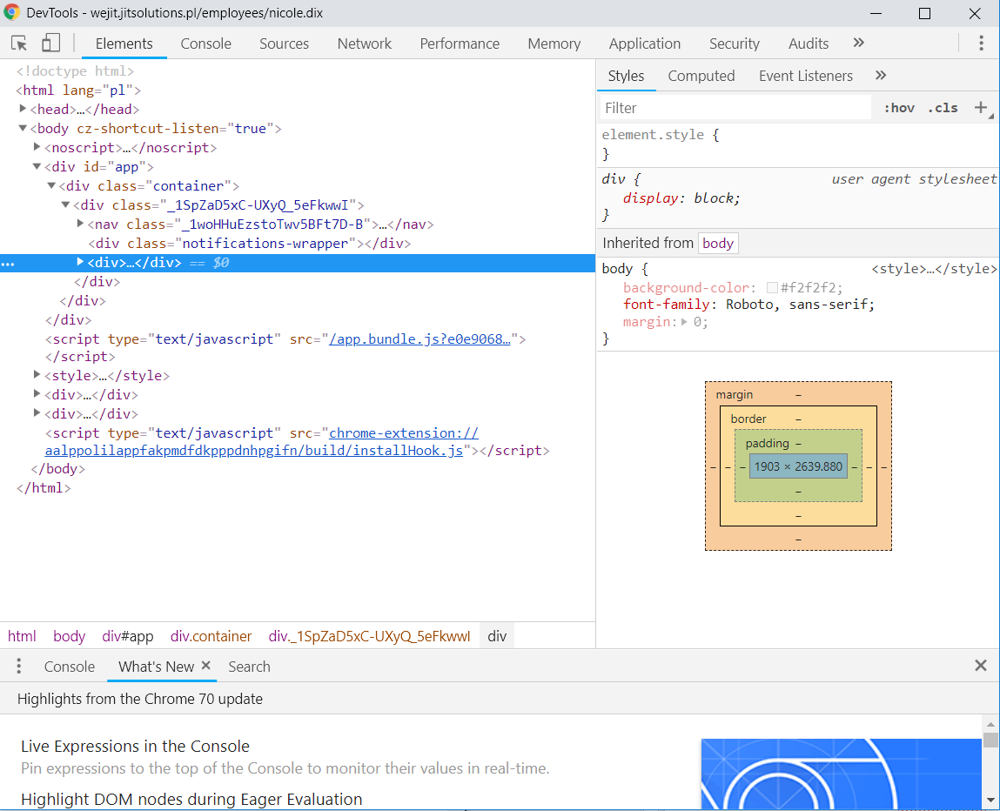 DevTools - wejit.jitsolutions.pl/employees/nicole.dix
Elements Console Sources Network Performance Memory Application Security Audits »
<!doctype html>
<html lang="pl">
<head>…</head>
<body cz-shortcut-listen="true">
<noscript>…</noscript>
<div id="app">
<div class="container">
<div class="_1SpZaD5xC-UXyQ_5eFkwwI">
<nav class="_1woHHuEzstoTwv5BFt7D-B">…</nav>
<div class="notifications-wrapper"></div>
… <div>…</div> == $0
</div>
</div>
</div>
<script type="text/javascript" src="/app.bundle.js?e0e9068…">
</script>
<style>…</style>
<div>…</div>
<div>…</div>
<script type="text/javascript" src="chrome-extension://
aalppolilappfakpmdfdkpppdnhpgifn/build/installHook.js"></script>
</body>
</html>
html body div#app div.container div._1SpZaD5xC-UXyQ_5eFkwwI div
Styles Computed Event Listeners »
Filter :hov .cls +
element.style {
}
div { user agent stylesheet
display: block;
}
Inherited from body
body { <style>…</style>
background-color: #f2f2f2;
font-family: Roboto, sans-serif;
margin: 0;
}
margin –
border –
padding –
– – – 1903 × 2639.880 – – –
–
–
–
Console What's New × Search
Highlights from the Chrome 70 update
Live Expressions in the Console
Pin expressions to the top of the Console to monitor their values in real-time.
Highlight DOM nodes during Eager Evaluation